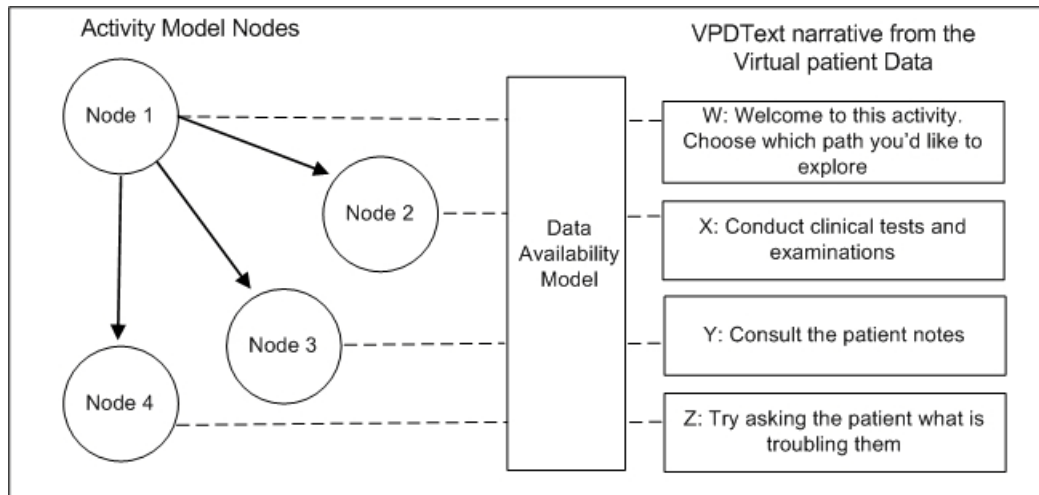 Activity Model Nodes
VPDText narrative from the
Virtual patient Data
Node 1
Node 2
Node 3
Node 4
Data
Availability
Model
W: Welcome to this activity.
Choose which path you'd like to
explore
X: Conduct clinical tests and
examinations
Y: Consult the patient notes
Z: Try asking the patient what is
troubling them